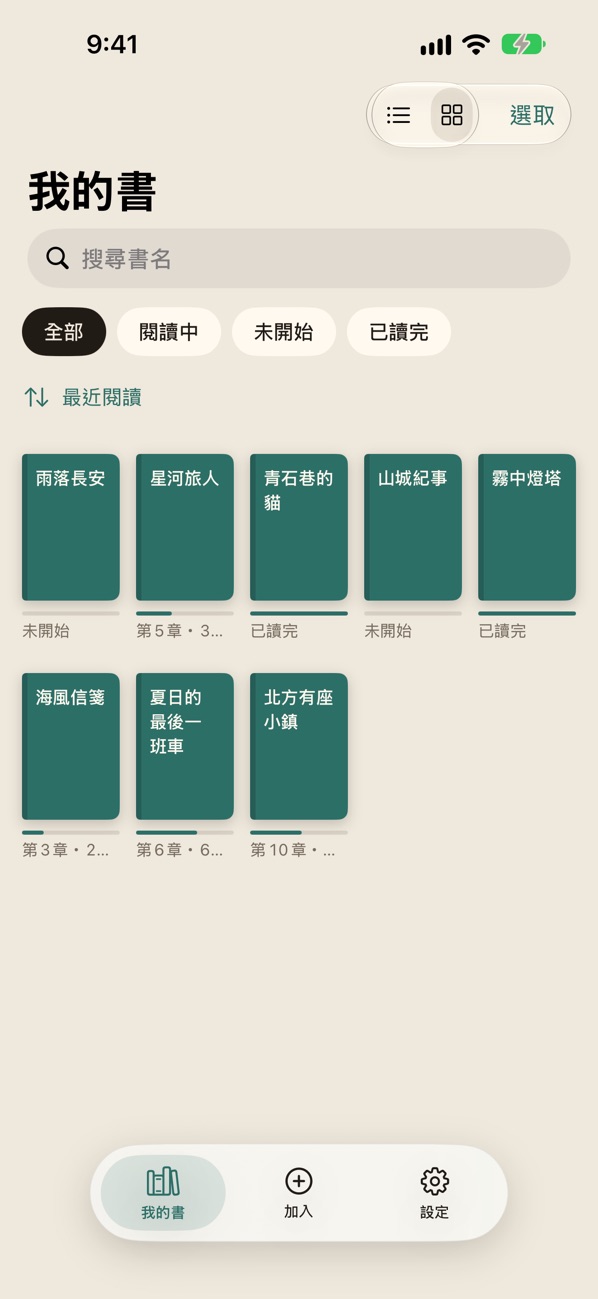 9:41
選取
我的書
搜尋書名
全部 閱讀中 未開始 已讀完
最近閱讀
雨落長安 星河旅人 青石巷的 山城紀事 霧中燈塔
貓
未開始 第5章・3... 已讀完 未開始 已讀完
海風信箋 夏日的 北方有座
最後一 小鎮
班車
第3章・2... 第6章・6... 第10章・...
我的書 加入 設定